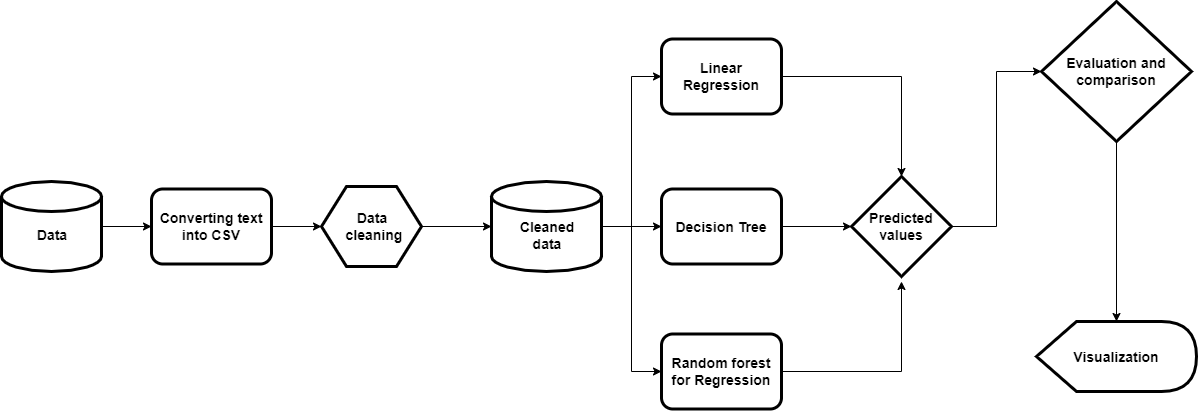 Data
Converting text
into CSV
Data
cleaning
Cleaned
data
Linear
Regression
Decision Tree
Random forest
for Regression
Predicted
values
Evaluation and
comparison
Visualization